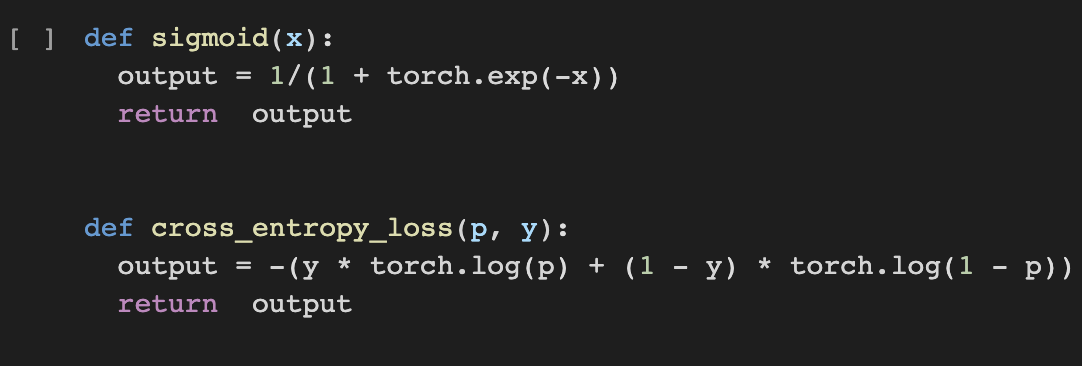 [ ] def sigmoid(x):
output = 1/(1 + torch.exp(-x))
return  output
def cross_entropy_loss(p, y):
output = -(y * torch.log(p) + (1 - y) * torch.log(1 - p))
return  output